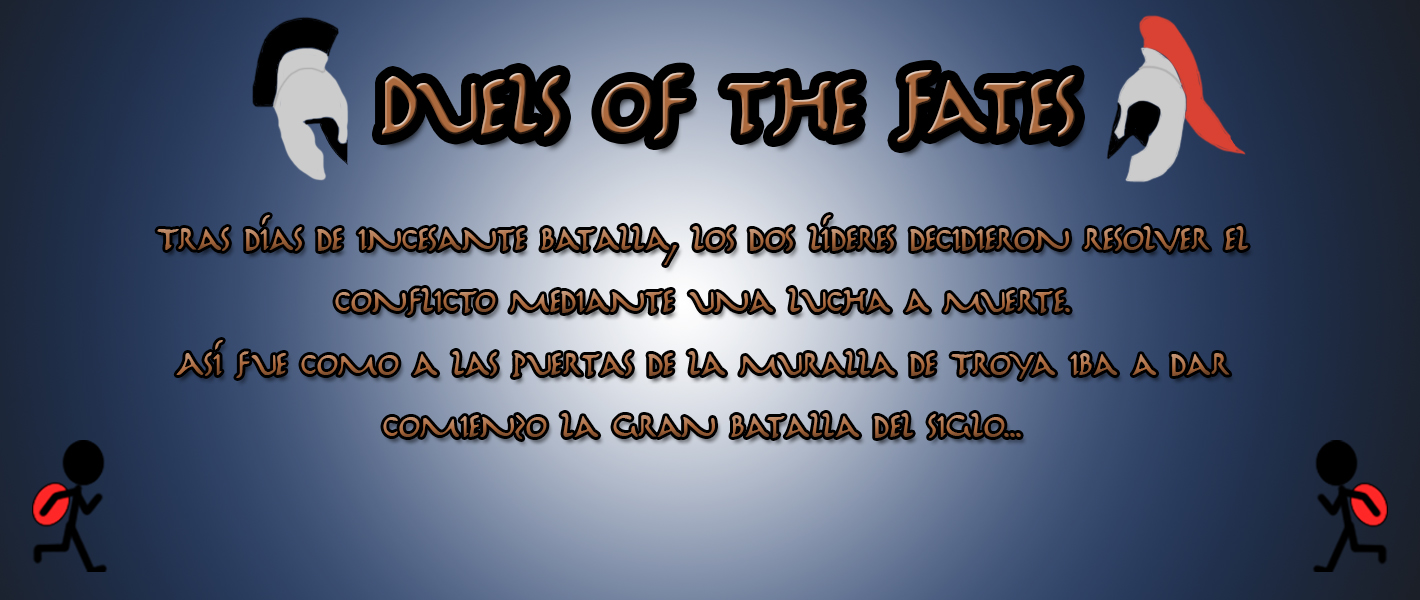 DUELS OF THE FATES
TRAS DÍAS DE INCESANTE BATALLA, LOS DOS LÍDERES DECIDIERON RESOLVER EL
CONFLICTO MEDIANTE UNA LUCHA A MUERTE.
ASÍ FUE COMO A LAS PUERTAS DE LA MURALLA DE TROYA IBA A DAR
COMIENZO LA GRAN BATALLA DEL SIGLO...